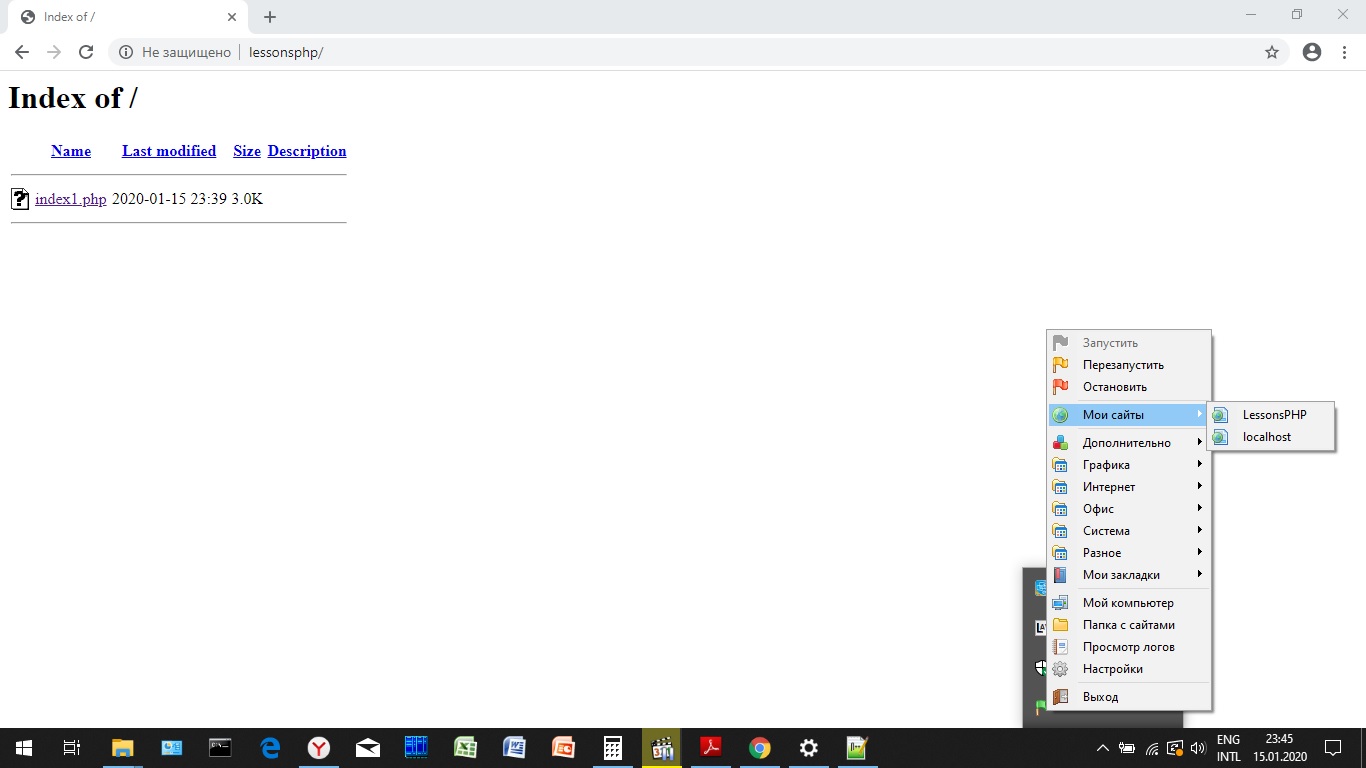 Index of /
Не защищено
lessonsphp/
Index of /
Name Last modified Size Description
index1.php 2020-01-15 23:39 3.0K
Запустить
Перезапустить
Остановить
Мои сайты
LessonsPHP
localhost
Дополнительно
Графика
Интернет
Офис
Система
Разное
Мои закладки
Мой компьютер
Папка с сайтами
Просмотр логов
Настройки
Выход
ENG
INTL
23:45
15.01.2020